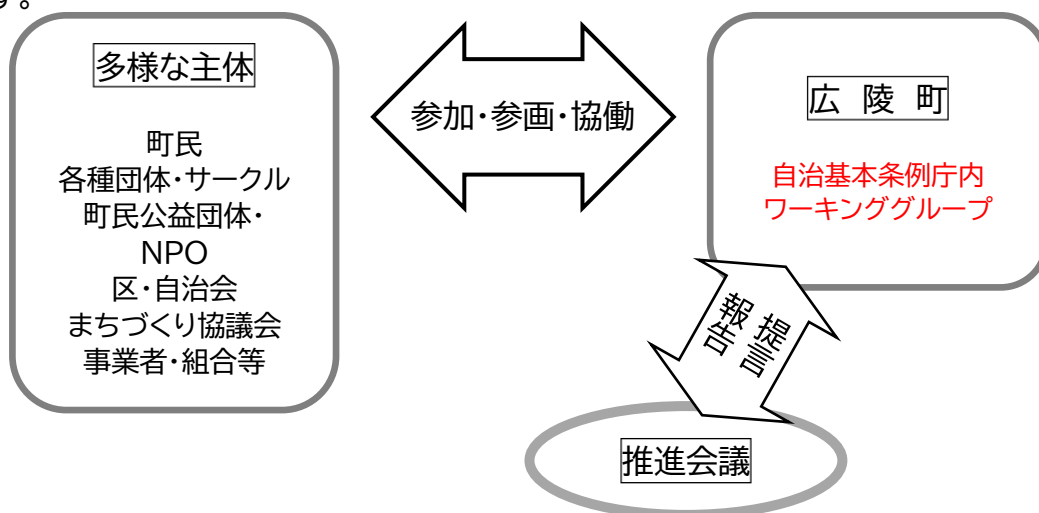 す。
多様な主体
町民
各種団体・サークル
町民公益団体・
NPO
区・自治会
まちづくり協議会
事業者・組合等
参加・参画・協働
広 陵 町
自治基本条例庁内
ワーキンググループ
提言
報告
推進会議